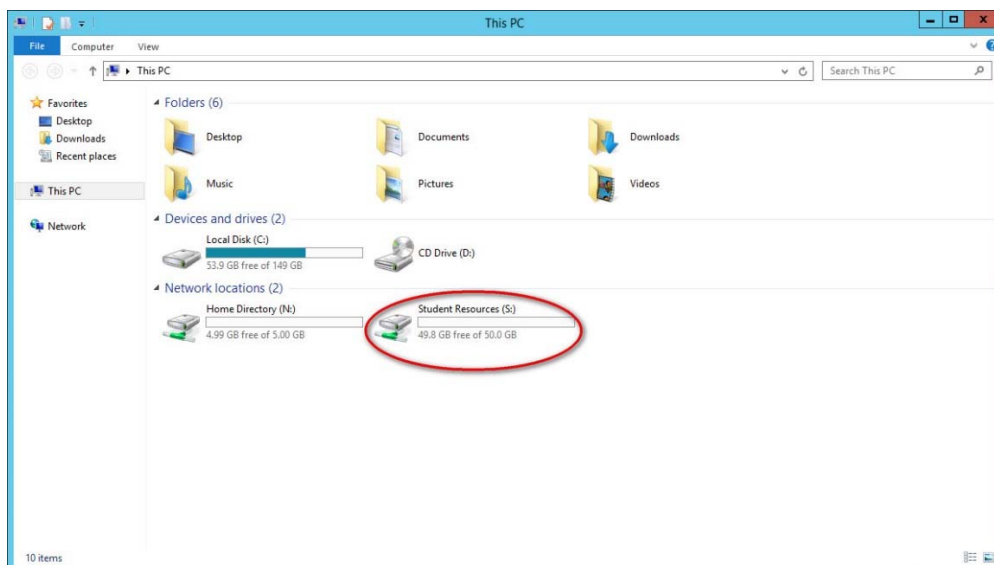 This PC
File Computer View
This PC
Search This PC
Favorites
Desktop
Downloads
Recent places
This PC
Network
Folders (6)
Desktop Documents Downloads
Music Pictures Videos
Devices and drives (2)
Local Disk (C:)
53.9 GB free of 149 GB
CD Drive (D:)
Network locations (2)
Home Directory (N:)
4.99 GB free of 5.00 GB
Student Resources (S:)
49.8 GB free of 50.0 GB
10 items